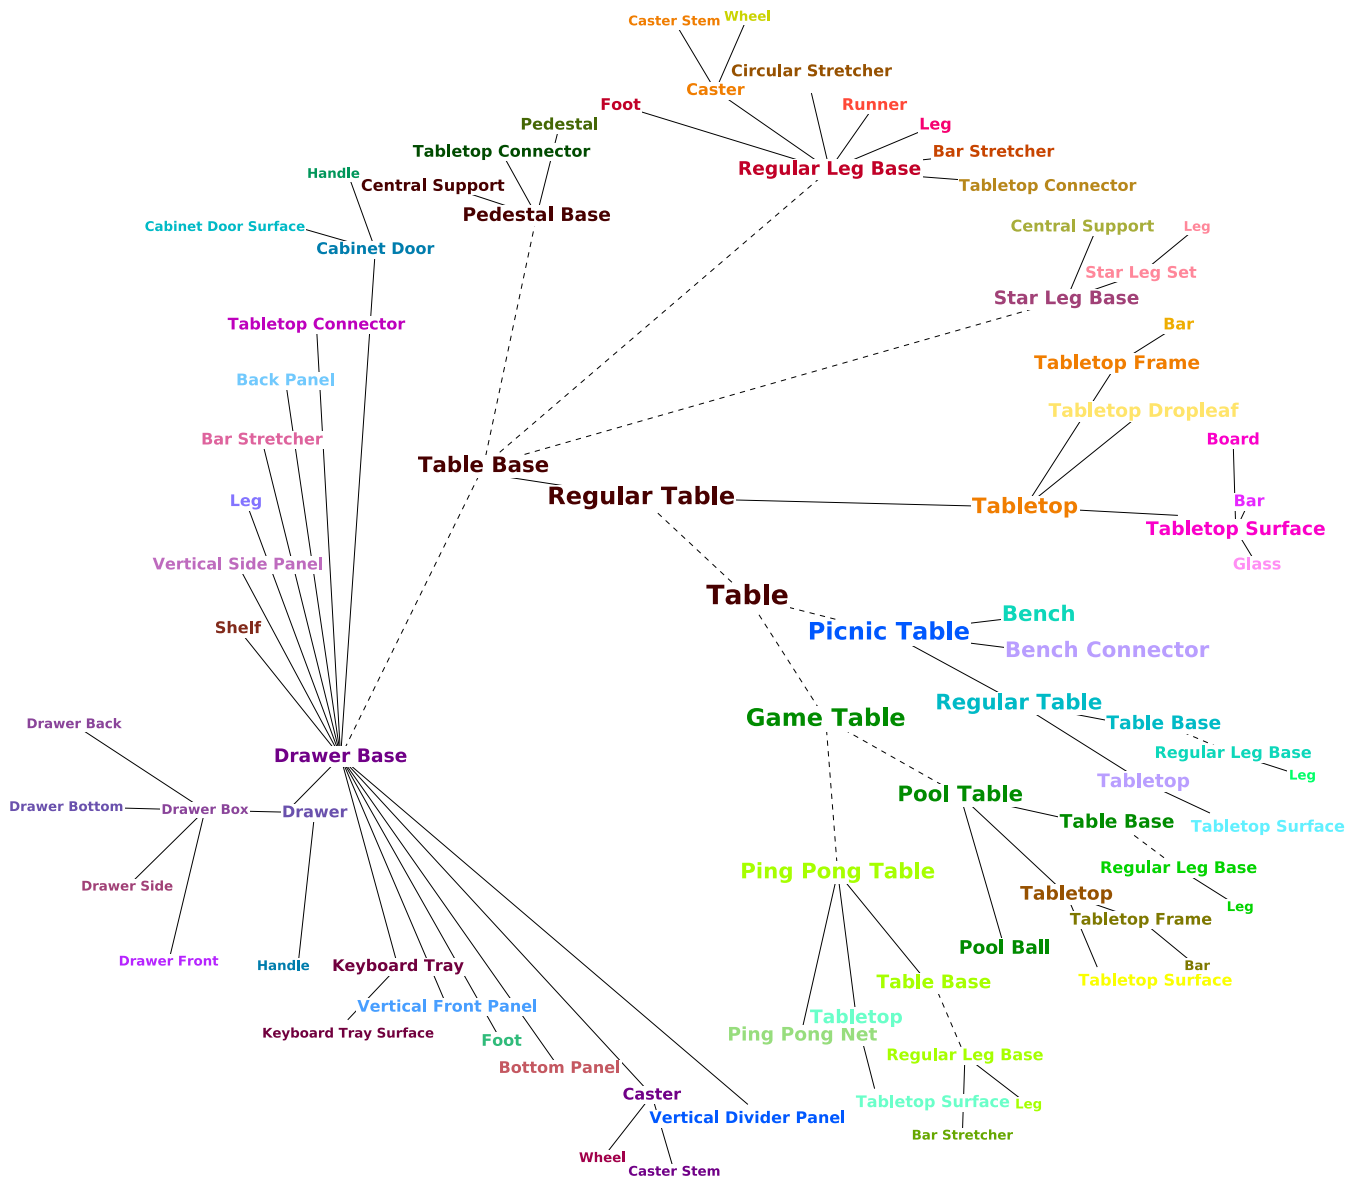 Wheel
Caster Stem
Circular Stretcher
Caster
Foot
Runner
Pedestal
Leg
Tabletop Connector
Bar Stretcher
Regular Leg Base
Handle
Central Support
Tabletop Connector
Pedestal Base
Cabinet Door Surface
Central Support
Leg
Cabinet Door
Star Leg Set
Star Leg Base
Tabletop Connector
Bar
Tabletop Frame
Back Panel
Tabletop Dropleaf
Bar Stretcher
Board
Table Base
Regular Table
Leg
Bar
Tabletop
Tabletop Surface
Vertical Side Panel
Glass
Table
Bench
Shelf
Picnic Table
Bench Connector
Regular Table
Game Table
Drawer Back
Table Base
Drawer Base
Regular Leg Base
Leg
Tabletop
Pool Table
Drawer Bottom
Drawer Box
Drawer
Table Base
Tabletop Surface
Ping Pong Table
Regular Leg Base
Drawer Side
Tabletop
Leg
Tabletop Frame
Pool Ball
Drawer Front
Handle
Keyboard Tray
Bar
Table Base
Tabletop Surface
Vertical Front Panel
Tabletop
Keyboard Tray Surface
Ping Pong Net
Foot
Regular Leg Base
Bottom Panel
Caster
Tabletop Surface
Leg
Vertical Divider Panel
Bar Stretcher
Wheel
Caster Stem